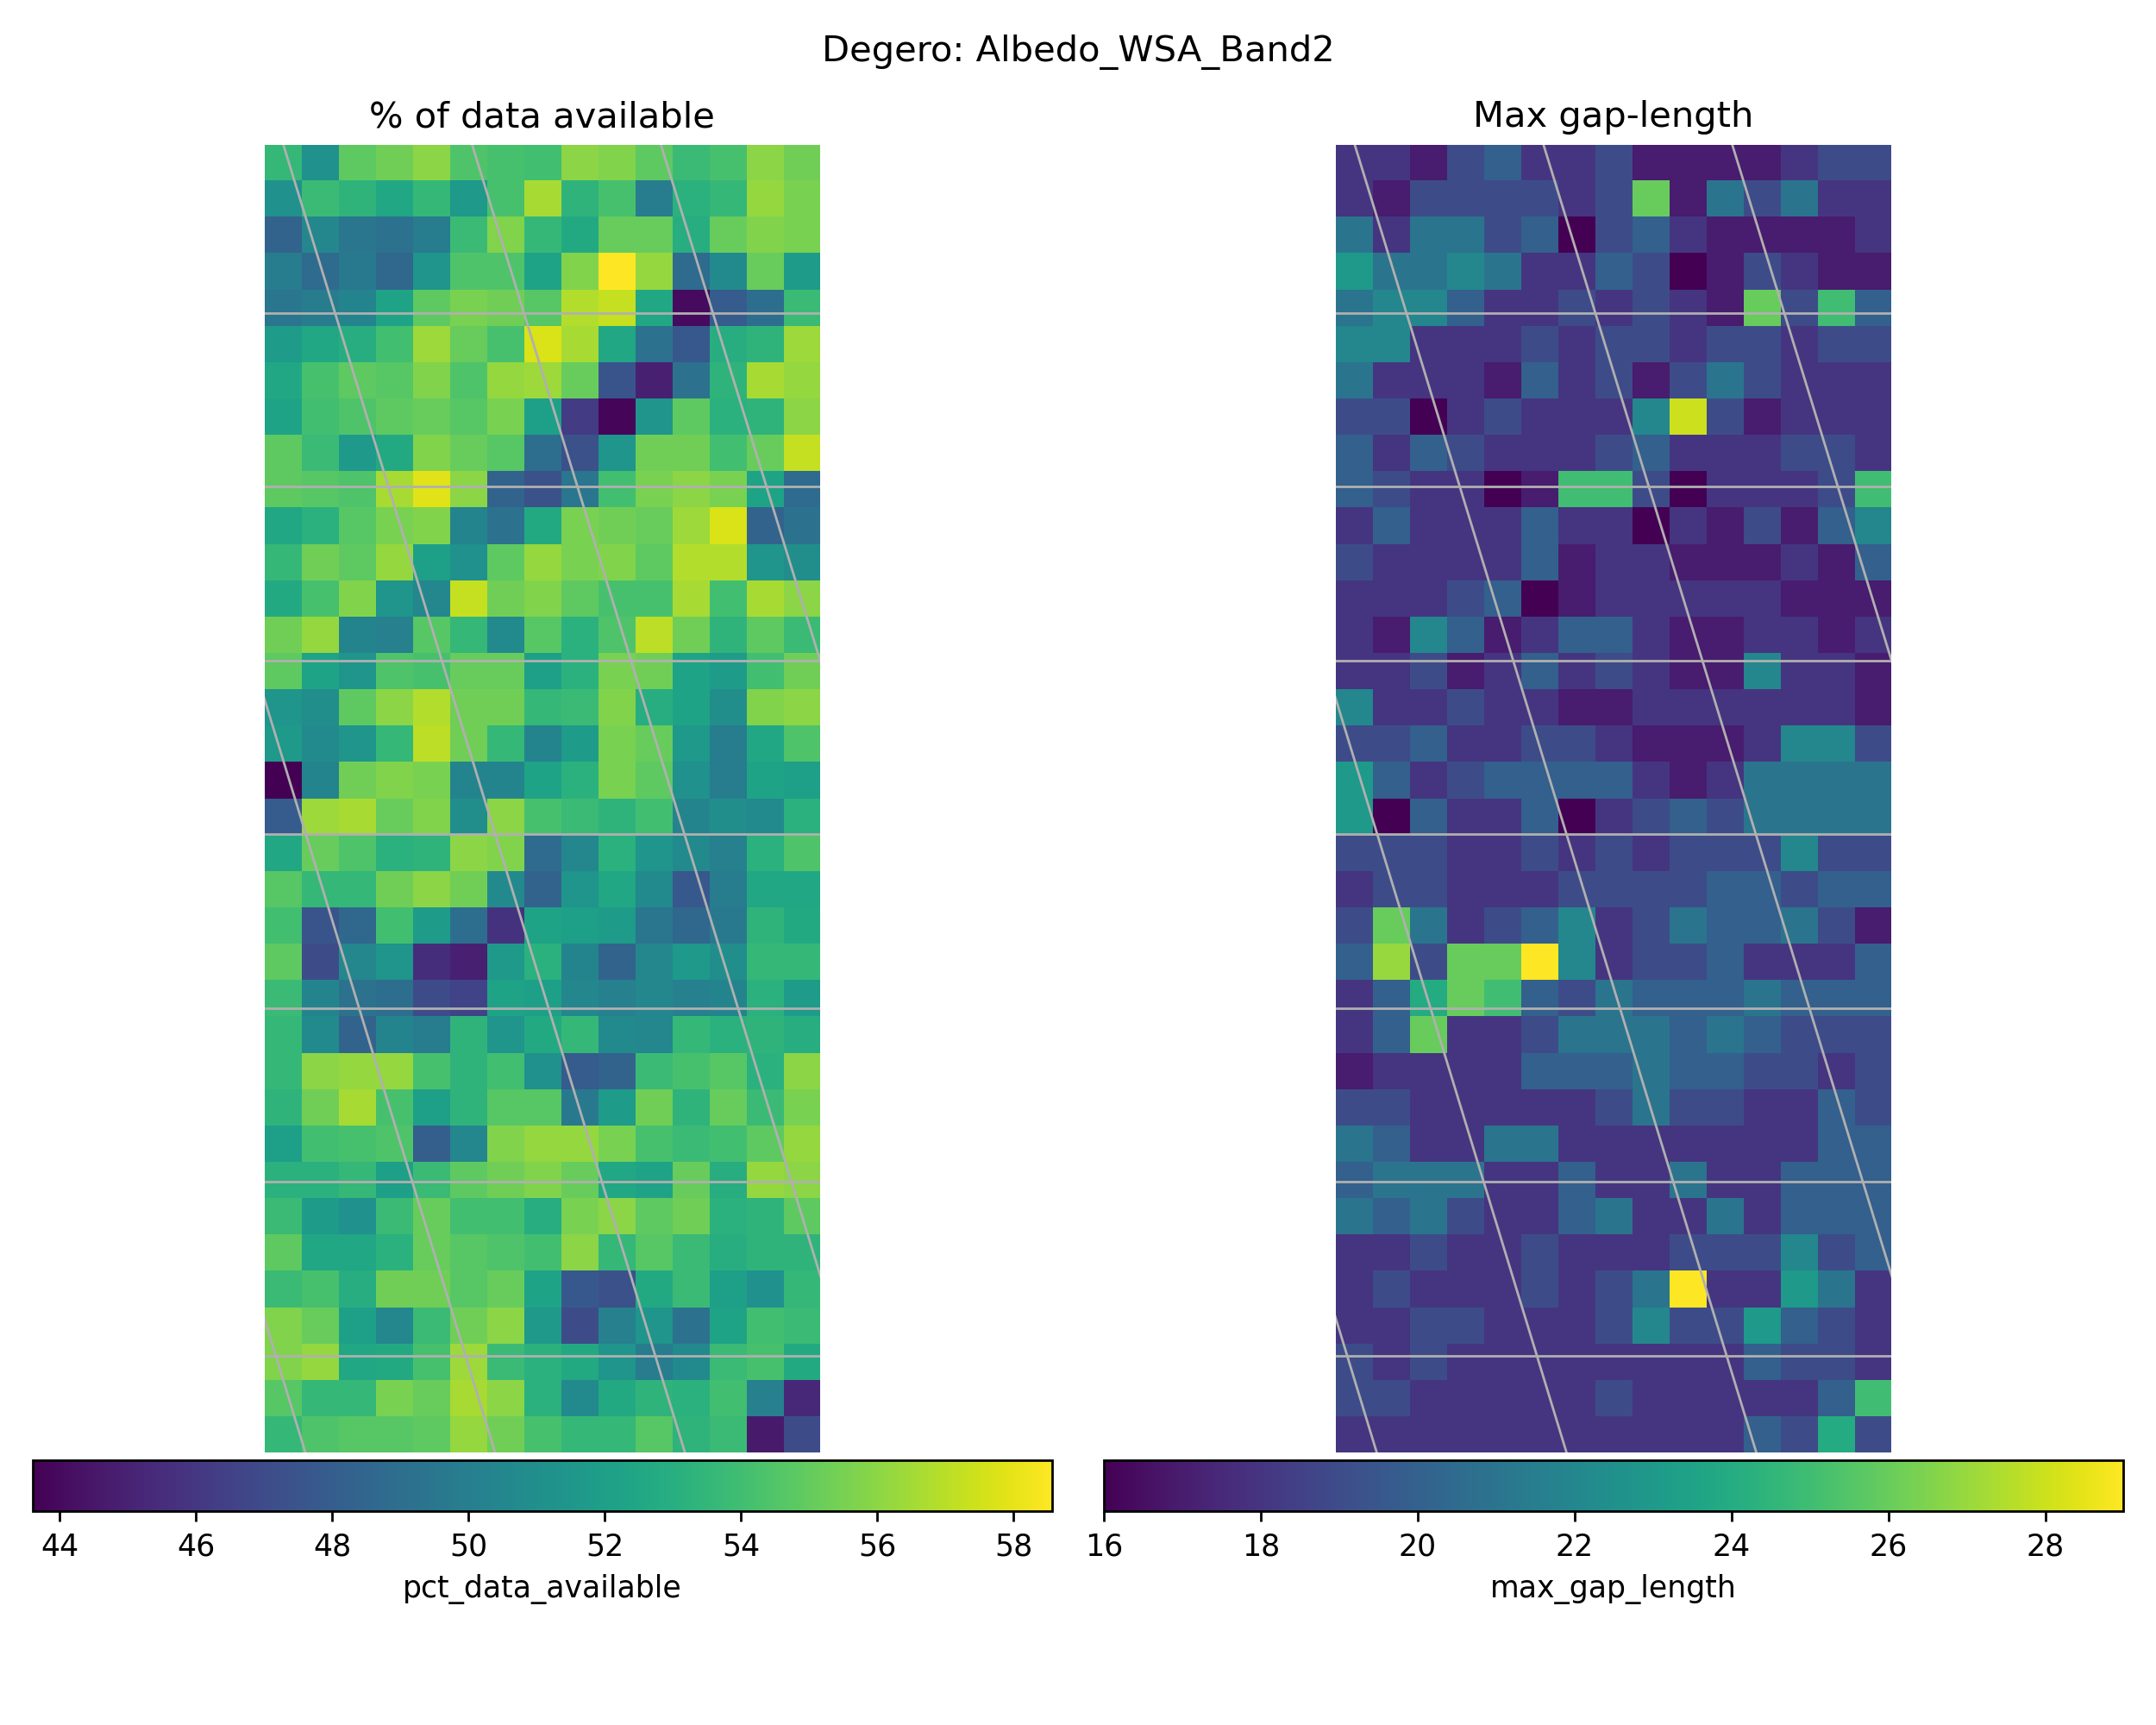 Degero: Albedo_WSA_Band2
% of data available
Max gap-length
44 46 48 50 52 54 56 58
pct_data_available
16 18 20 22 24 26 28
max_gap_length